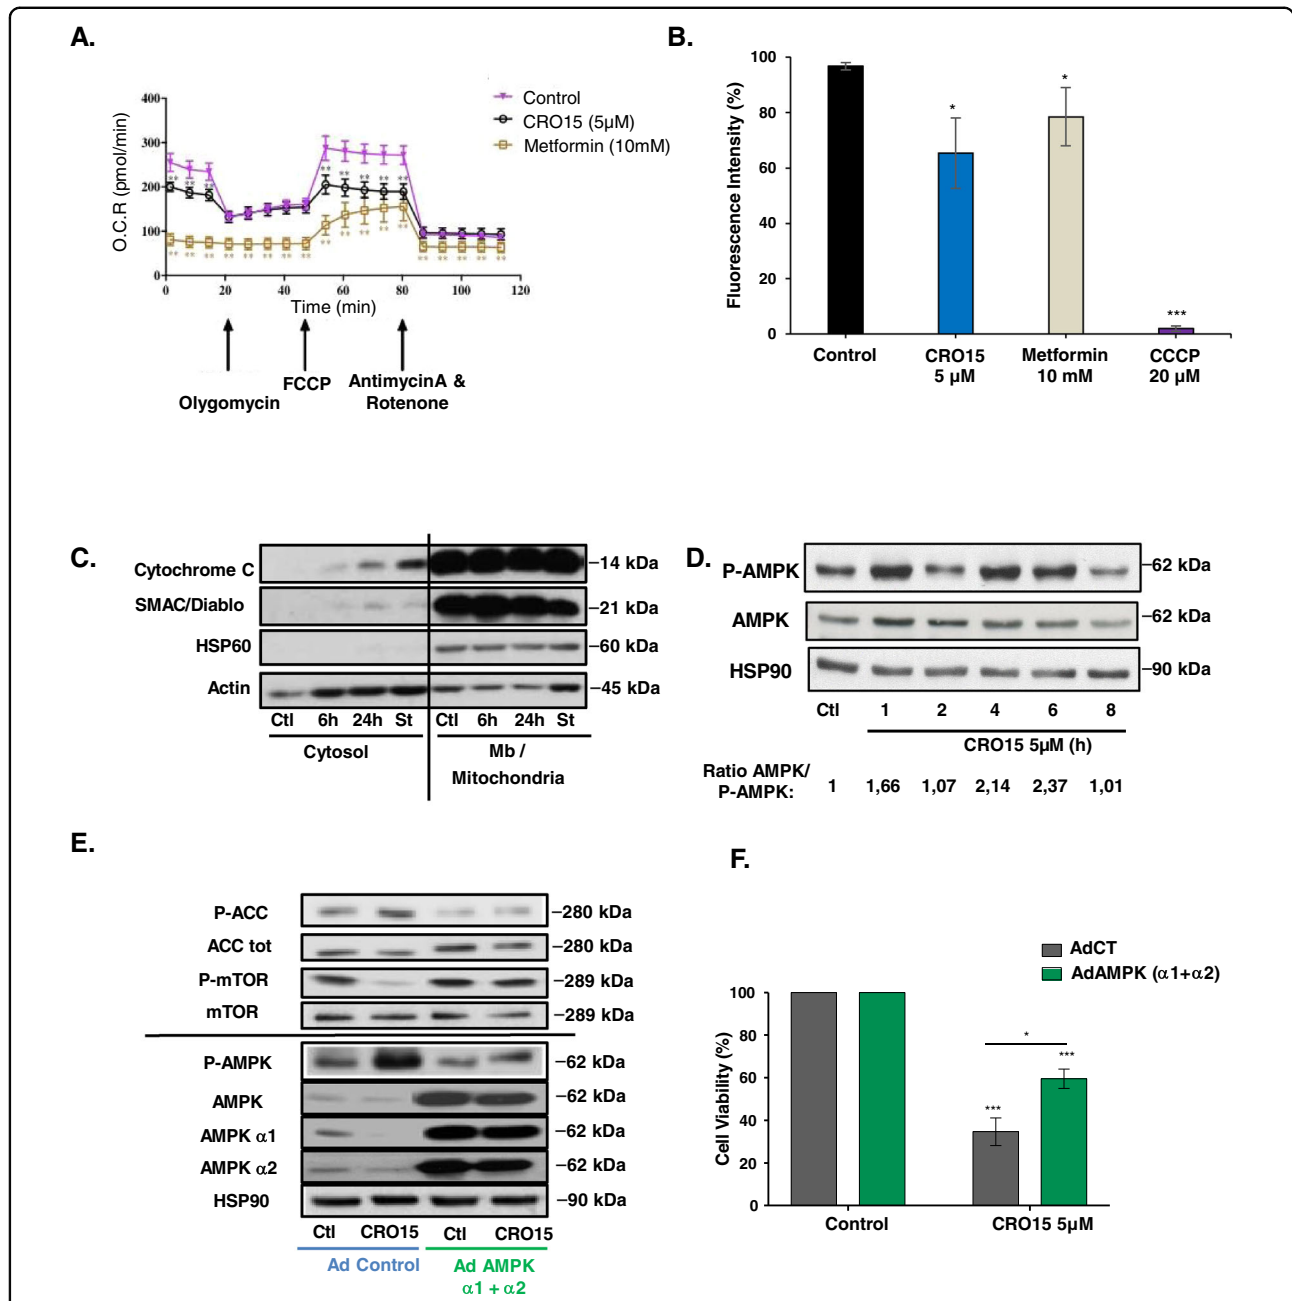 A.
O.C.R (pmol/min)
400
300
200
100
0
0 20 40 60 80 100 120
Time (min)
Control
CRO15 (5µM)
Metformin (10mM)
** ** ** ** ** ** ** **
** ** ** ** ** ** ** ** ** ** ** ** ** ** ** ** ** **
Olygomycin
FCCP
AntimycinA &
Rotenone
B.
Fluorescence Intensity (%)
100
80
60
40
20
0
*
*
***
Control
CRO15
5 µM
Metformin
10 mM
CCCP
20 µM
C.
Cytochrome C
–14 kDa
SMAC/Diablo
–21 kDa
HSP60
–60 kDa
Actin
–45 kDa
Ctl 6h 24h St Ctl 6h 24h St
Cytosol
Mb /
Mitochondria
D.
P-AMPK
–62 kDa
AMPK
–62 kDa
HSP90
–90 kDa
Ctl 1 2 4 6 8
CRO15 5µM (h)
Ratio AMPK/
P-AMPK: 1 1,66 1,07 2,14 2,37 1,01
E.
P-ACC –280 kDa
ACC tot –280 kDa
P-mTOR –289 kDa
mTOR –289 kDa
P-AMPK –62 kDa
AMPK –62 kDa
AMPK α1 –62 kDa
AMPK α2 –62 kDa
HSP90 –90 kDa
Ctl CRO15 Ctl CRO15
Ad Control
Ad AMPK
α1 + α2
F.
AdCT
AdAMPK (α1+α2)
Cell Viability (%)
100
80
60
40
20
0
*
***
***
Control
CRO15 5µM